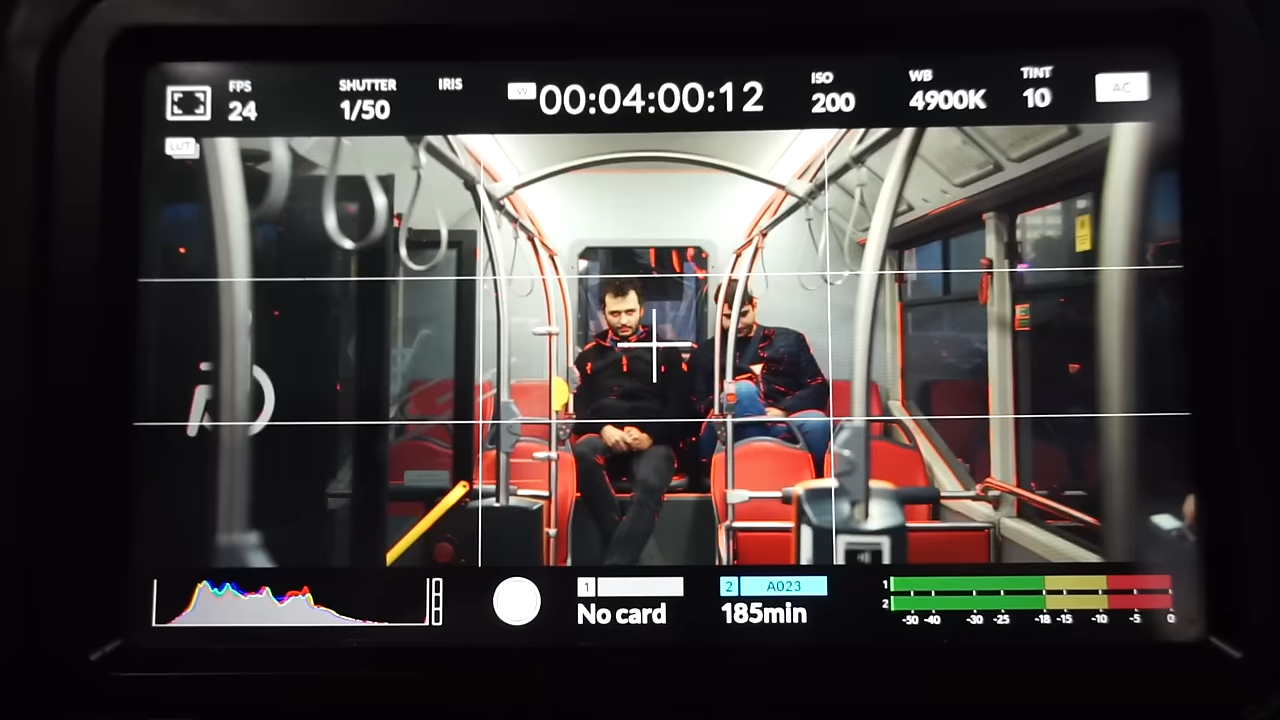 FPS
24
SHUTTER
1/50
IRIS
W
00:04:00:12
ISO
200
WB
4900K
TINT
10
AC
LUT
1
No card
2 A023
185min
1
2
-50 -40 -30 -25 -18 -15 -10 -5 0